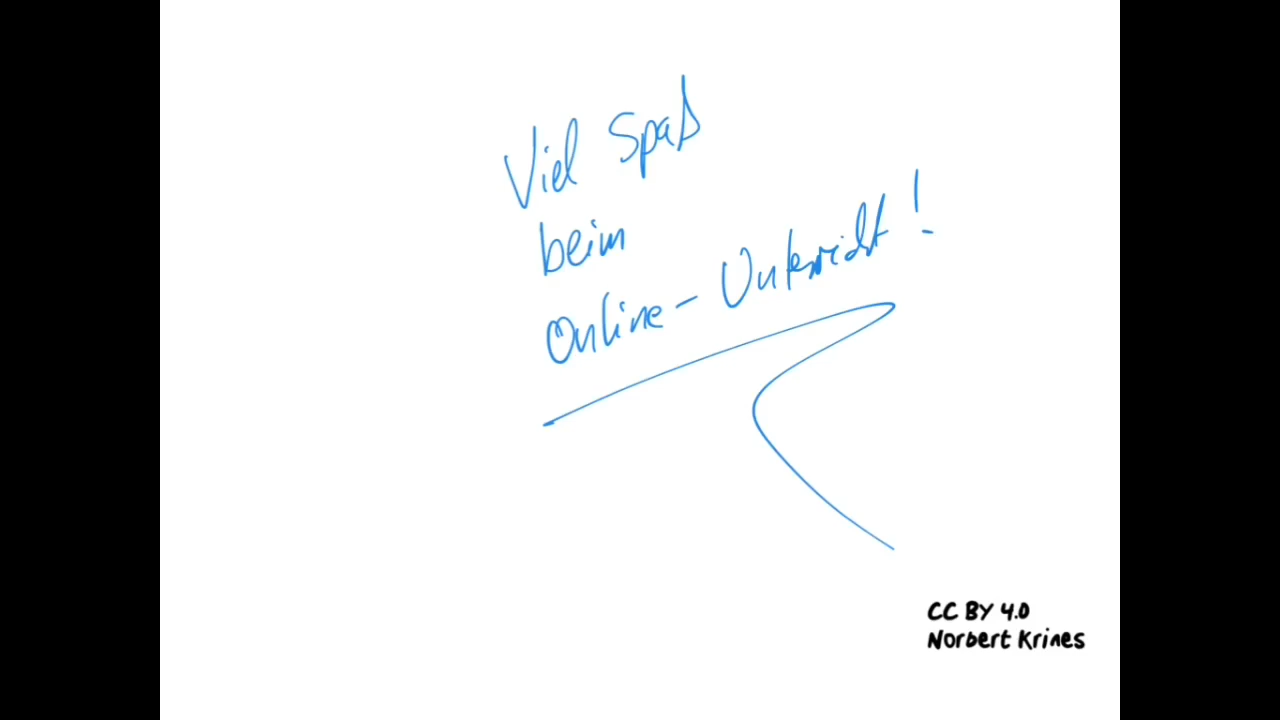 Viel Spaß
beim
Online-Unterricht!
CC BY 4.0
Norbert Krines